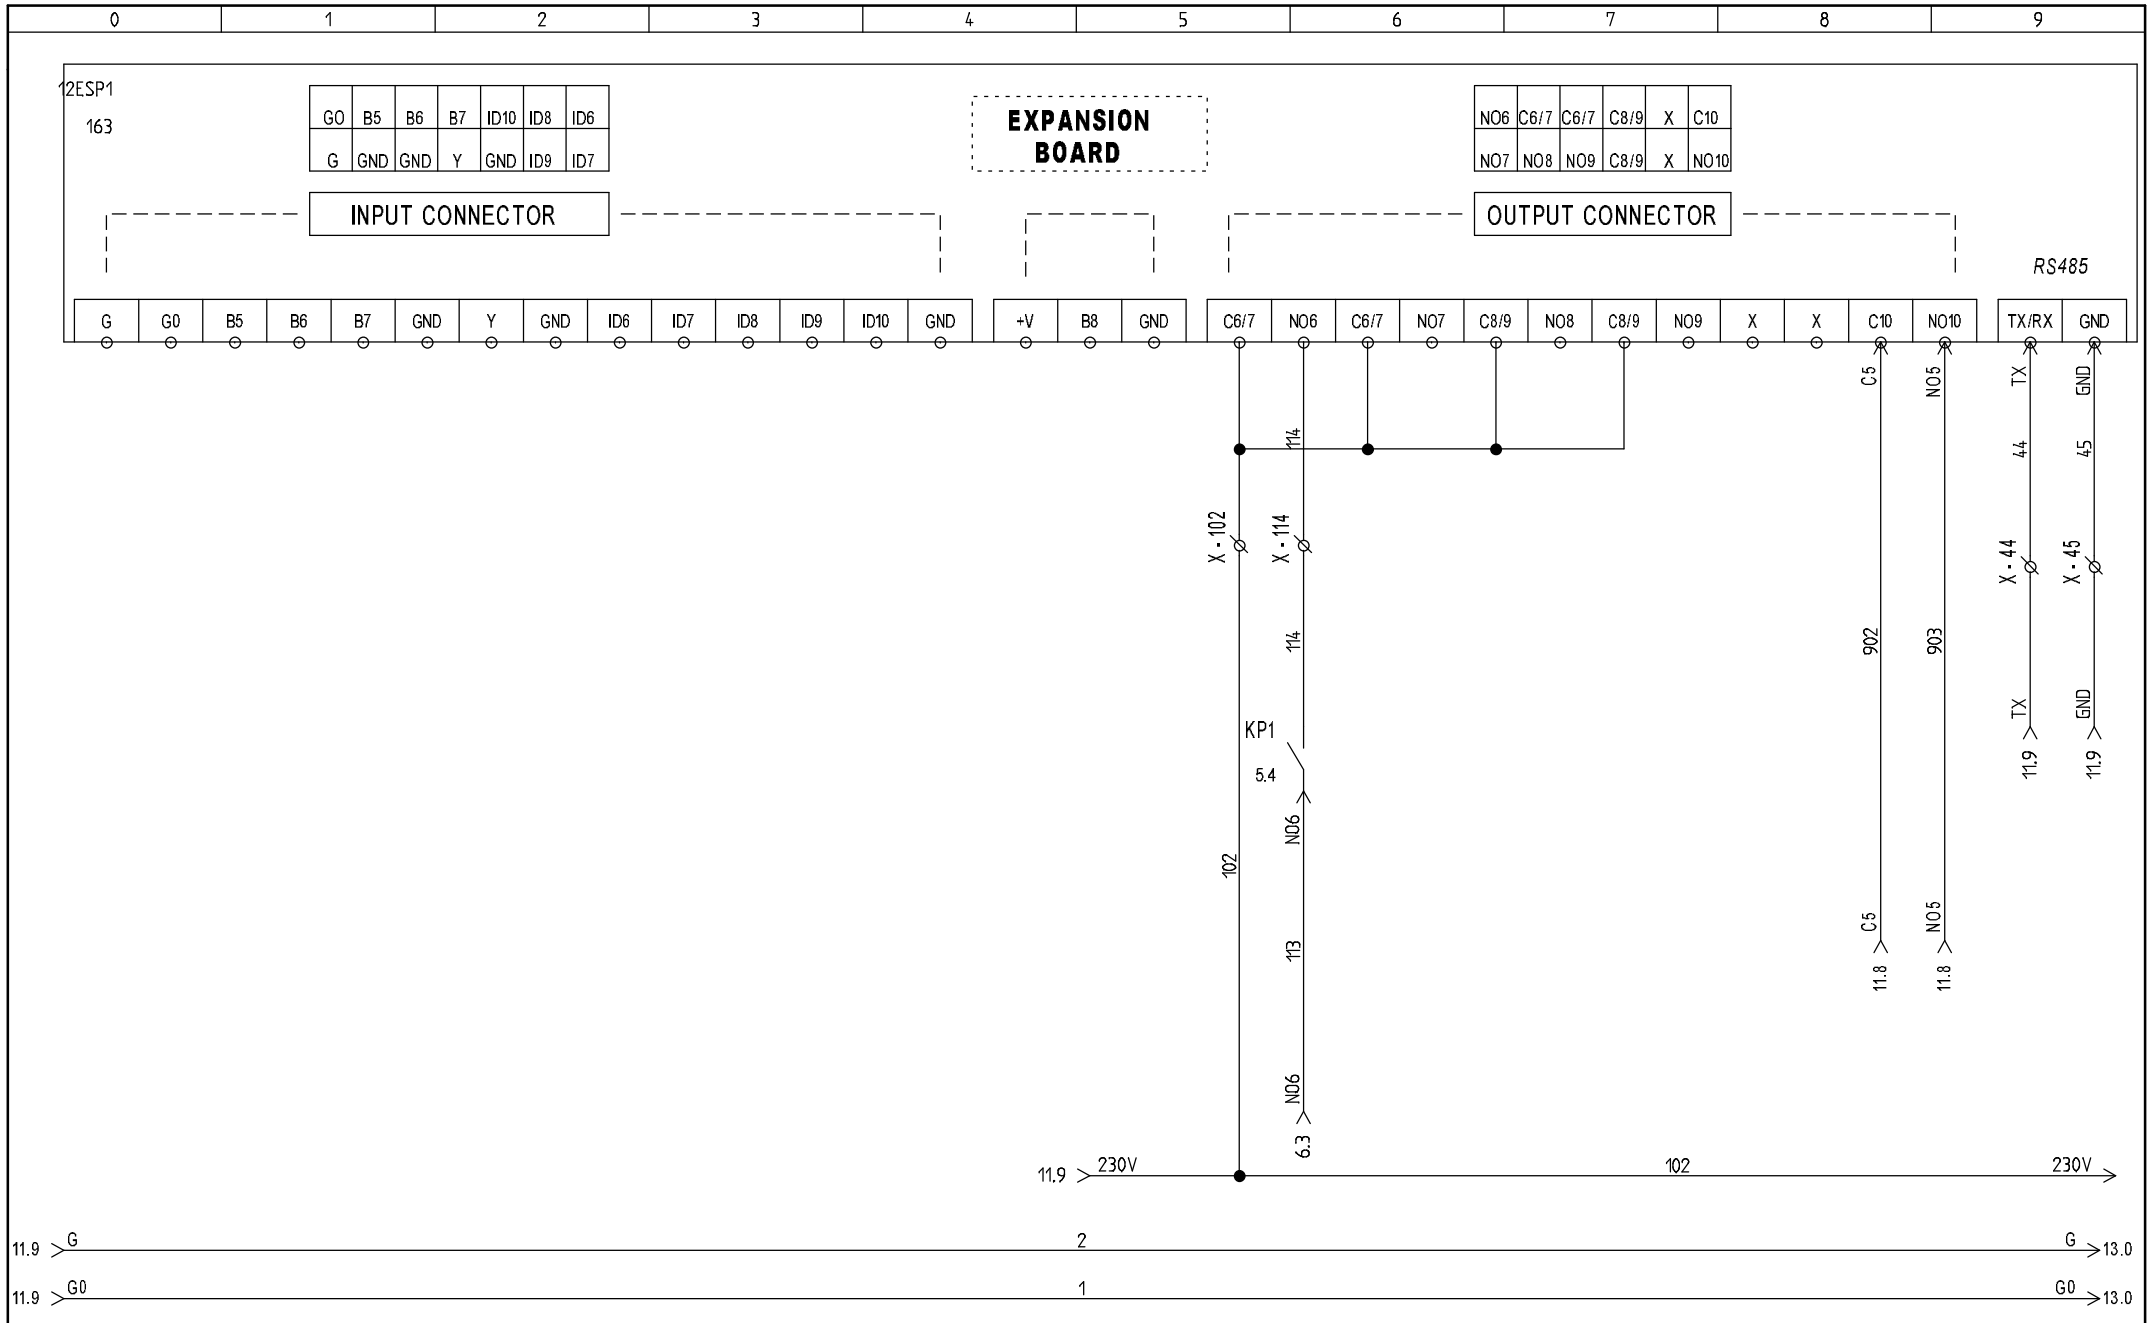 0 1 2 3 4 5 6 7 8 9
12ESP1
163
G0 B5 B6 B7 ID10 ID8 ID6
G GND GND Y GND ID9 ID7
INPUT CONNECTOR
EXPANSION
BOARD
NO6 C6/7 C6/7 C8/9 X C10
NO7 NO8 NO9 C8/9 X NO10
OUTPUT CONNECTOR
RS485
G G0 B5 B6 B7 GND Y GND ID6 ID7 ID8 ID9 ID10 GND +V B8 GND C6/7 NO6 C6/7 NO7 C8/9 NO8 C8/9 NO9 X X C10 NO10 TX/RX GND
C5 NO5 TX GND
114 44 45
X - 102 X - 114 X - 44 X - 45
114 902 903
TX GND
KP1
5.4
11.9 11.9
NO6
102
C5 NO5
113
11.8 11.8
NO6
6.3
11.9 230V 102 230V
11.9 G 2 G 13.0
11.9 G0 1 G0 13.0